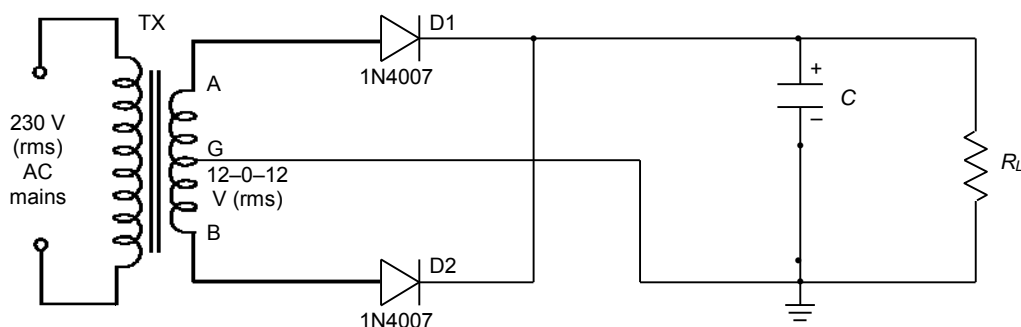 TX
D1
1N4007
A
230 V
(rms)
AC
mains
G
12–0–12
V (rms)
B
D2
1N4007
+
C
–
R_L